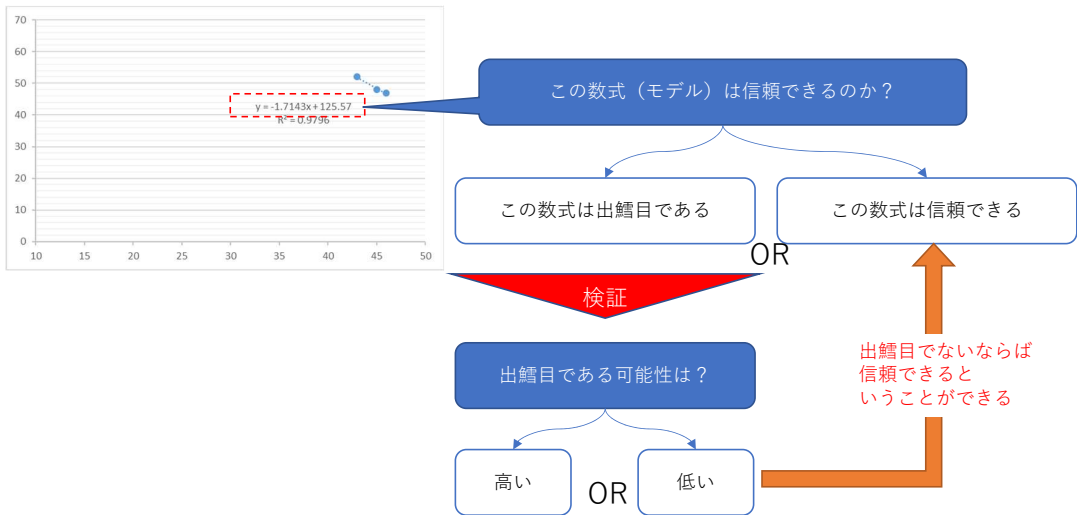 70
60
50
40
30
20
10
0
10 15 20 25 30 35 40 45 50
y = -1.7143x + 125.57
R² = 0.9796
この数式（モデル）は信頼できるのか？
この数式は出鱈目である
この数式は信頼できる
OR
検証
出鱈目である可能性は？
出鱈目でないならば
信頼できると
いうことができる
高い
OR
低い